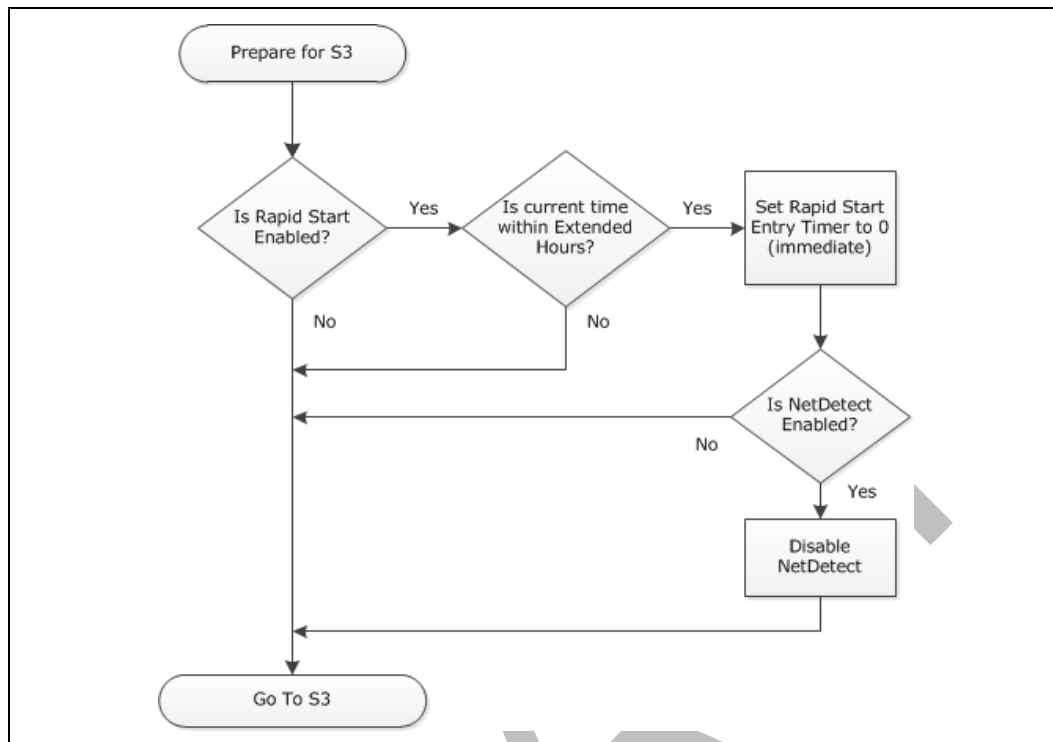 Prepare for S3
Is Rapid Start
Enabled?
Yes
Is current time
within Extended
Hours?
Yes
Set Rapid Start
Entry Timer to 0
(immediate)
No
No
Is NetDetect
Enabled?
No
Yes
Disable
NetDetect
Go To S3